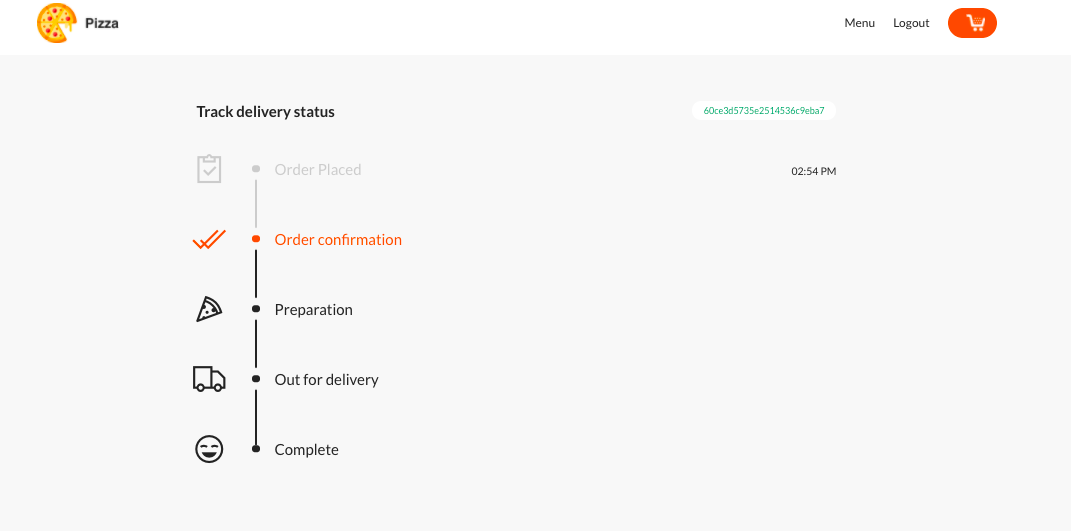 Pizza
Menu Logout
Track delivery status 60ce3d5735e2514536c9eba7
Order Placed 02:54 PM
Order confirmation
Preparation
Out for delivery
Complete